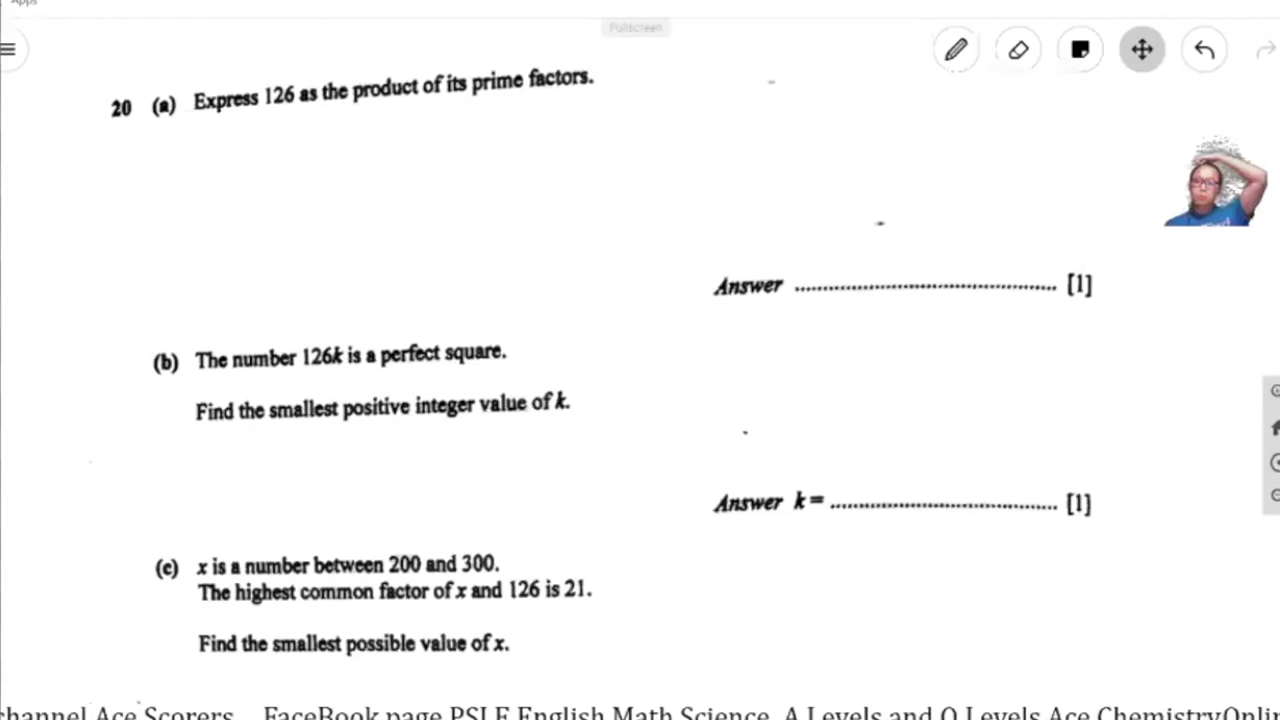 Apps
Fullscreen
20 (a) Express 126 as the product of its prime factors.
Answer ............................................. [1]
(b) The number 126k is a perfect square.
Find the smallest positive integer value of k.
Answer k = ....................................... [1]
(c) x is a number between 200 and 300.
The highest common factor of x and 126 is 21.
Find the smallest possible value of x.
channel Ace Scorers FaceBook page PSLE English Math Science A Levels and O Levels Ace ChemistryOnlin